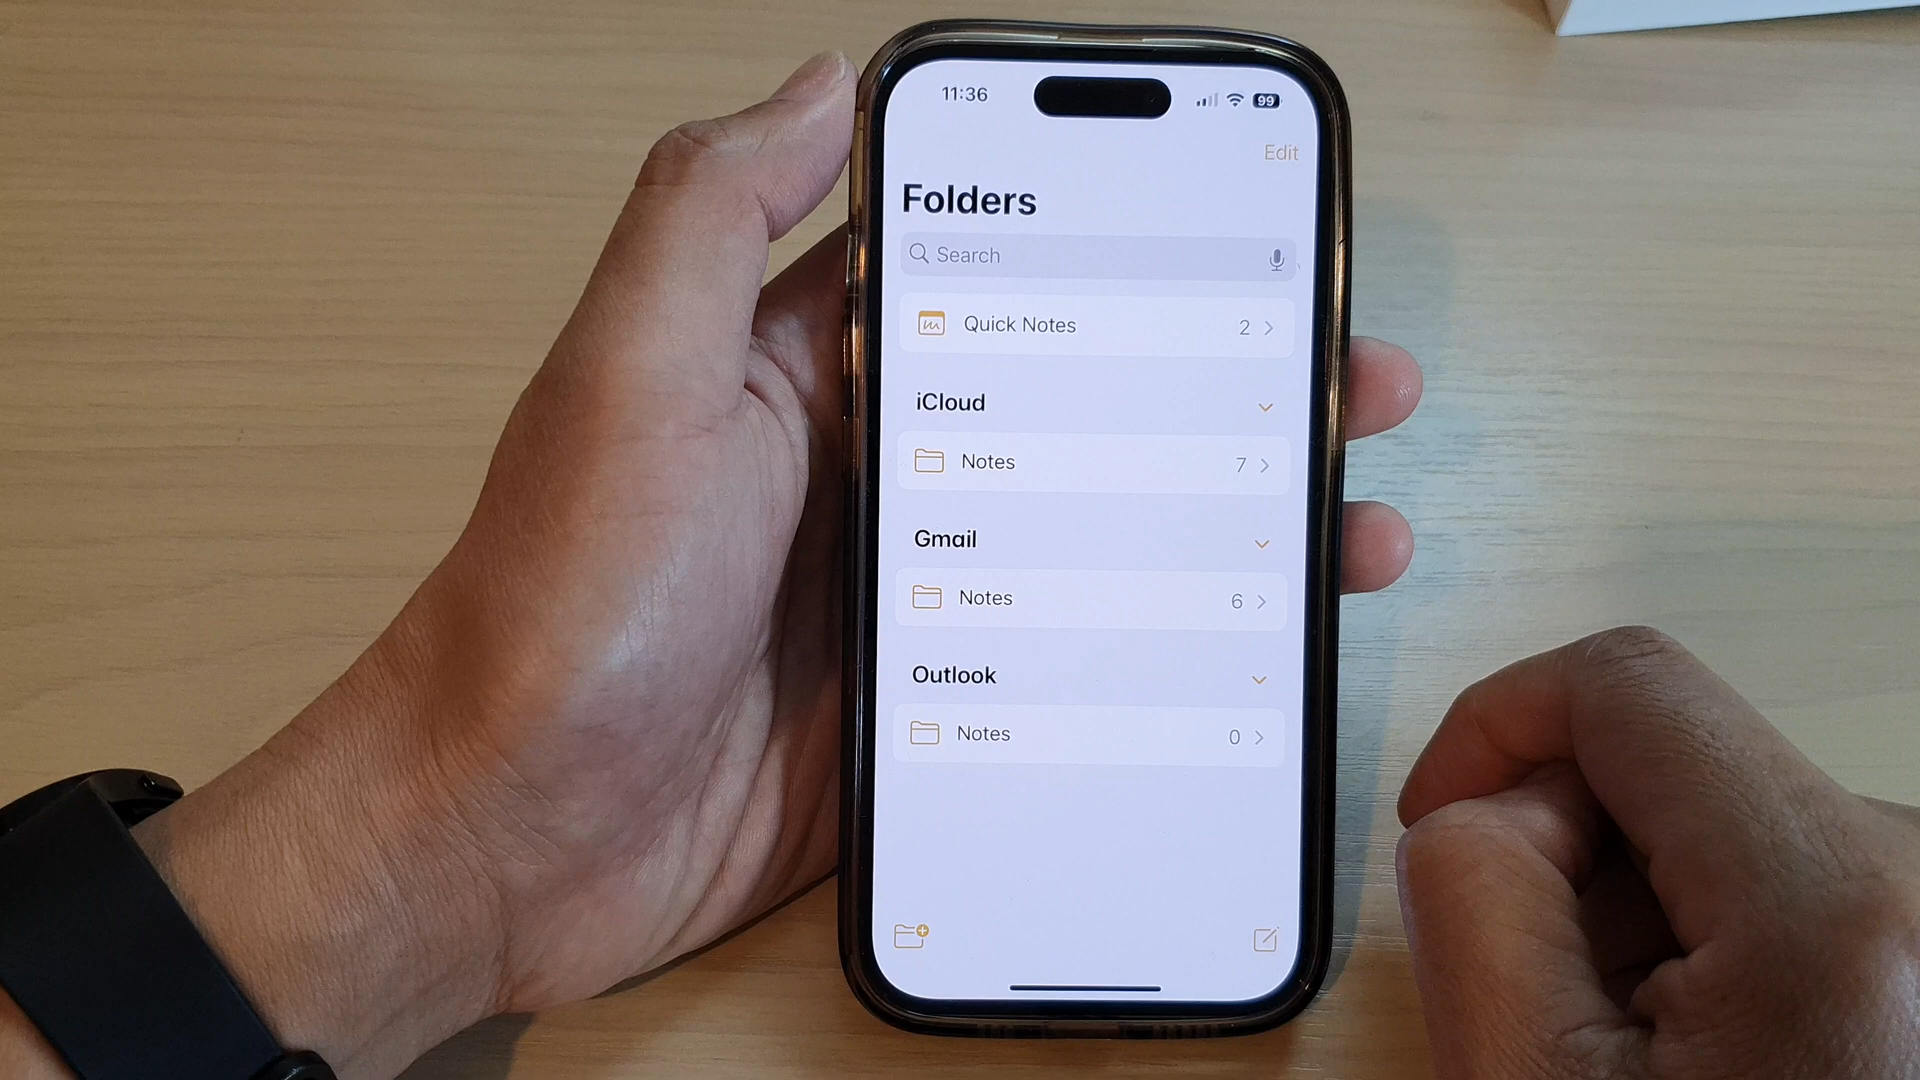 11:36
99
Edit
Folders
Search
Quick Notes 2
iCloud
Notes 7
Gmail
Notes 6
Outlook
Notes 0